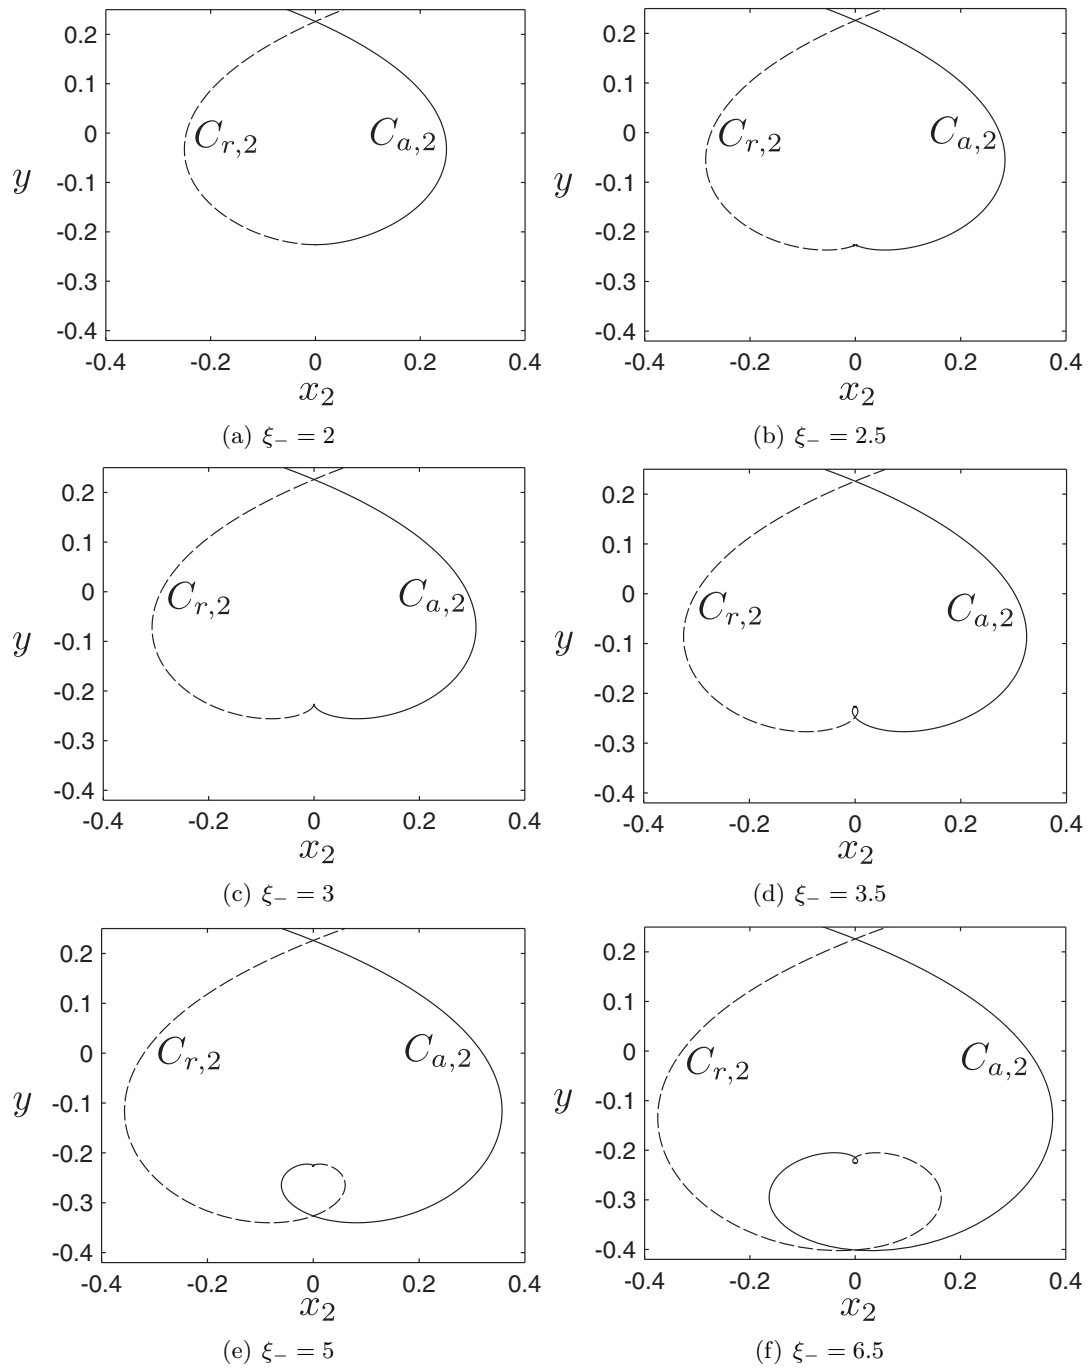 0.2
0.1
0
-0.1
-0.2
-0.3
-0.4
y
C_{r,2}
C_{a,2}
-0.4 -0.2 0 0.2 0.4
x_2
(a) ξ_− = 2
0.2
0.1
0
-0.1
-0.2
-0.3
-0.4
y
C_{r,2}
C_{a,2}
-0.4 -0.2 0 0.2 0.4
x_2
(b) ξ_− = 2.5
0.2
0.1
0
-0.1
-0.2
-0.3
-0.4
y
C_{r,2}
C_{a,2}
-0.4 -0.2 0 0.2 0.4
x_2
(c) ξ_− = 3
0.2
0.1
0
-0.1
-0.2
-0.3
-0.4
y
C_{r,2}
C_{a,2}
-0.4 -0.2 0 0.2 0.4
x_2
(d) ξ_− = 3.5
0.2
0.1
0
-0.1
-0.2
-0.3
-0.4
y
C_{r,2}
C_{a,2}
-0.4 -0.2 0 0.2 0.4
x_2
(e) ξ_− = 5
0.2
0.1
0
-0.1
-0.2
-0.3
-0.4
y
C_{r,2}
C_{a,2}
-0.4 -0.2 0 0.2 0.4
x_2
(f) ξ_− = 6.5